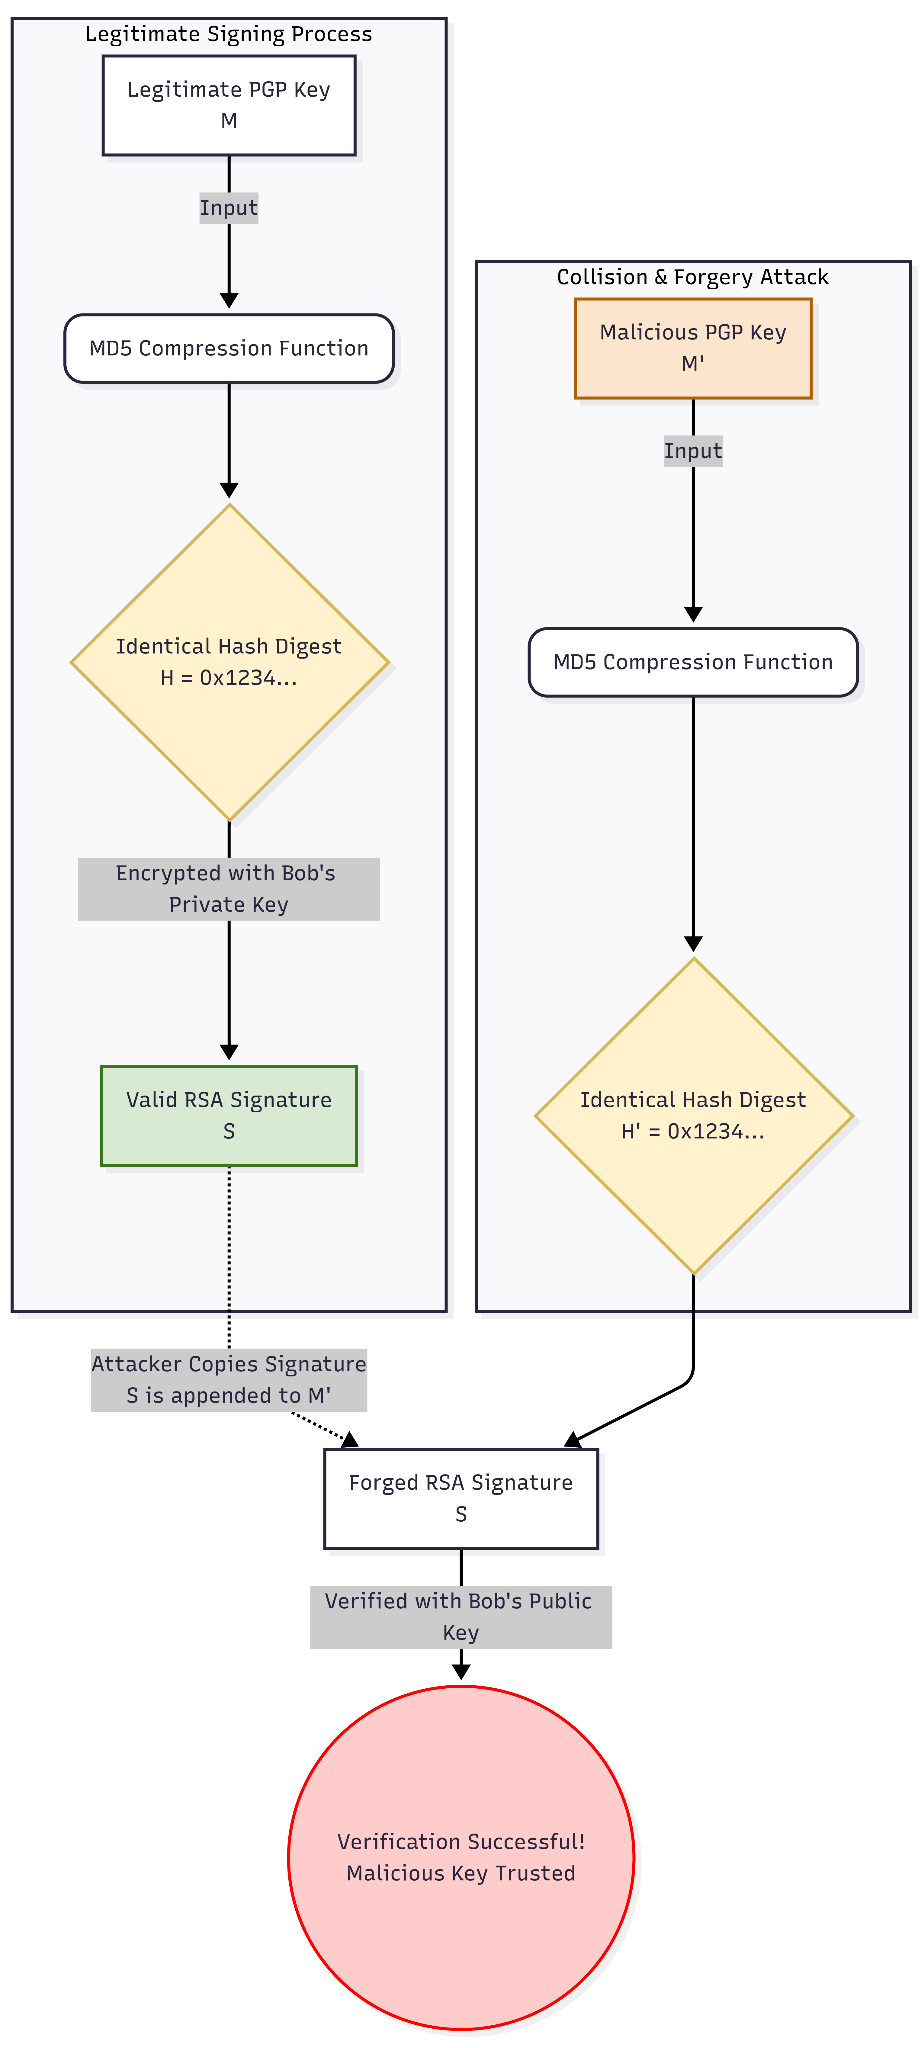 Legitimate Signing Process
Legitimate PGP Key
M
Input
MD5 Compression Function
Identical Hash Digest
H = 0x1234...
Encrypted with Bob's
Private Key
Valid RSA Signature
S
Collision & Forgery Attack
Malicious PGP Key
M'
Input
MD5 Compression Function
Identical Hash Digest
H' = 0x1234...
Attacker Copies Signature
S is appended to M'
Forged RSA Signature
S
Verified with Bob's Public
Key
Verification Successful!
Malicious Key Trusted